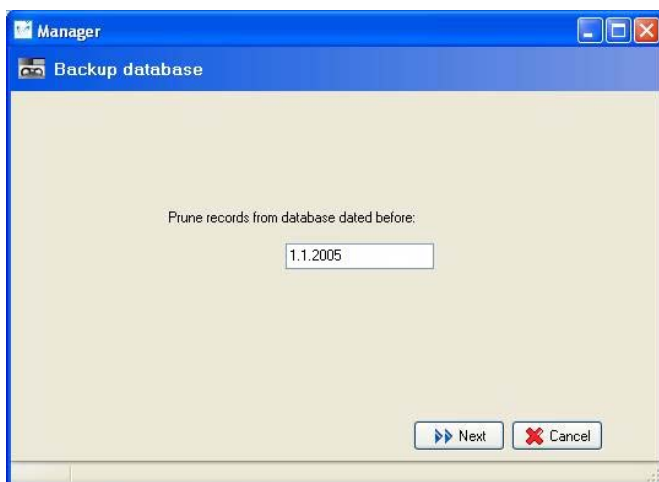 Manager
Backup database
Prune records from database dated before:
1.1.2005
Next
Cancel